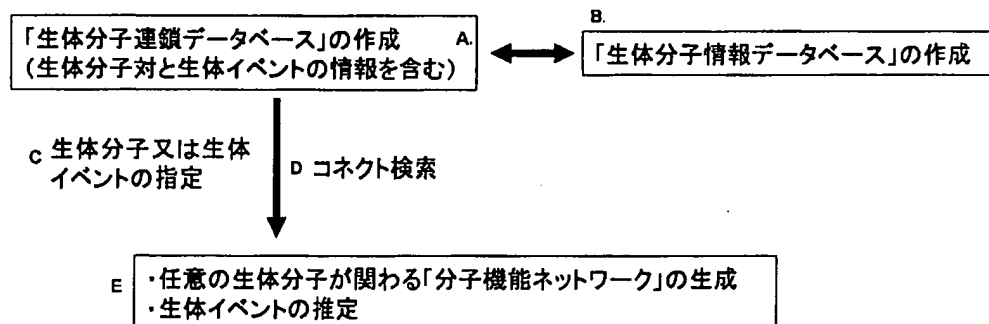 「生体分子連鎖データベース」の作成 A.
（生体分子対と生体イベントの情報を含む）
B.
「生体分子情報データベース」の作成
C 生体分子又は生体
イベントの指定
D コネクト検索
E ・任意の生体分子が関わる「分子機能ネットワーク」の生成
・生体イベントの推定